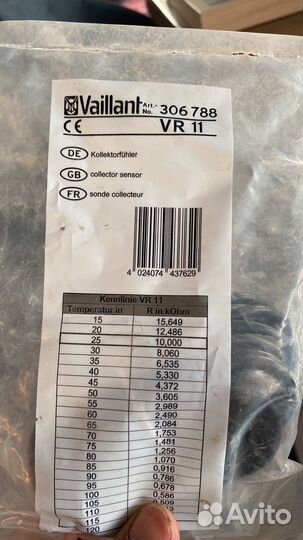 Vaillant Art.-No. 306 788
CE VR 11
DE Kollektorfühler
GB collector sensor
FR sonde collecteur
4 024074 437629
Kennlinie VR 11
Temperatur in R in kOhm
15 15,649
20 12,486
25 10,000
30 8,060
35 6,535
40 5,330
45 4,372
50 3,605
55 2,989
60 2,490
65 2,084
70 1,753
75 1,481
80 1,256
85 1,070
90 0,916
95 0,786
100 0,678
105 0,586
110 0,509
115
120
Avito